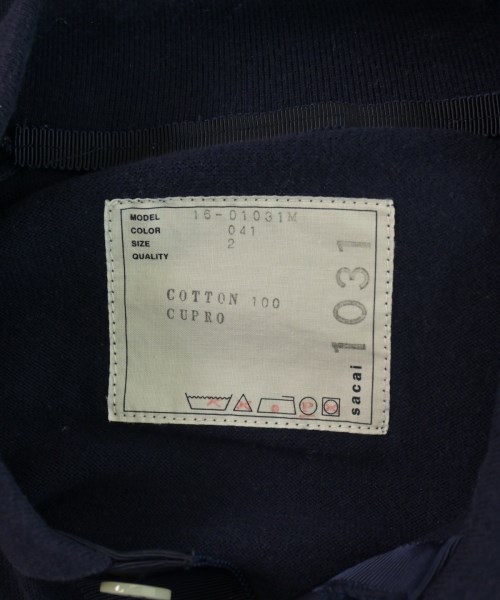 MODEL 16-01031M
COLOR 041
SIZE 2
QUALITY
COTTON 100
CUPRO
sacai 1031
P